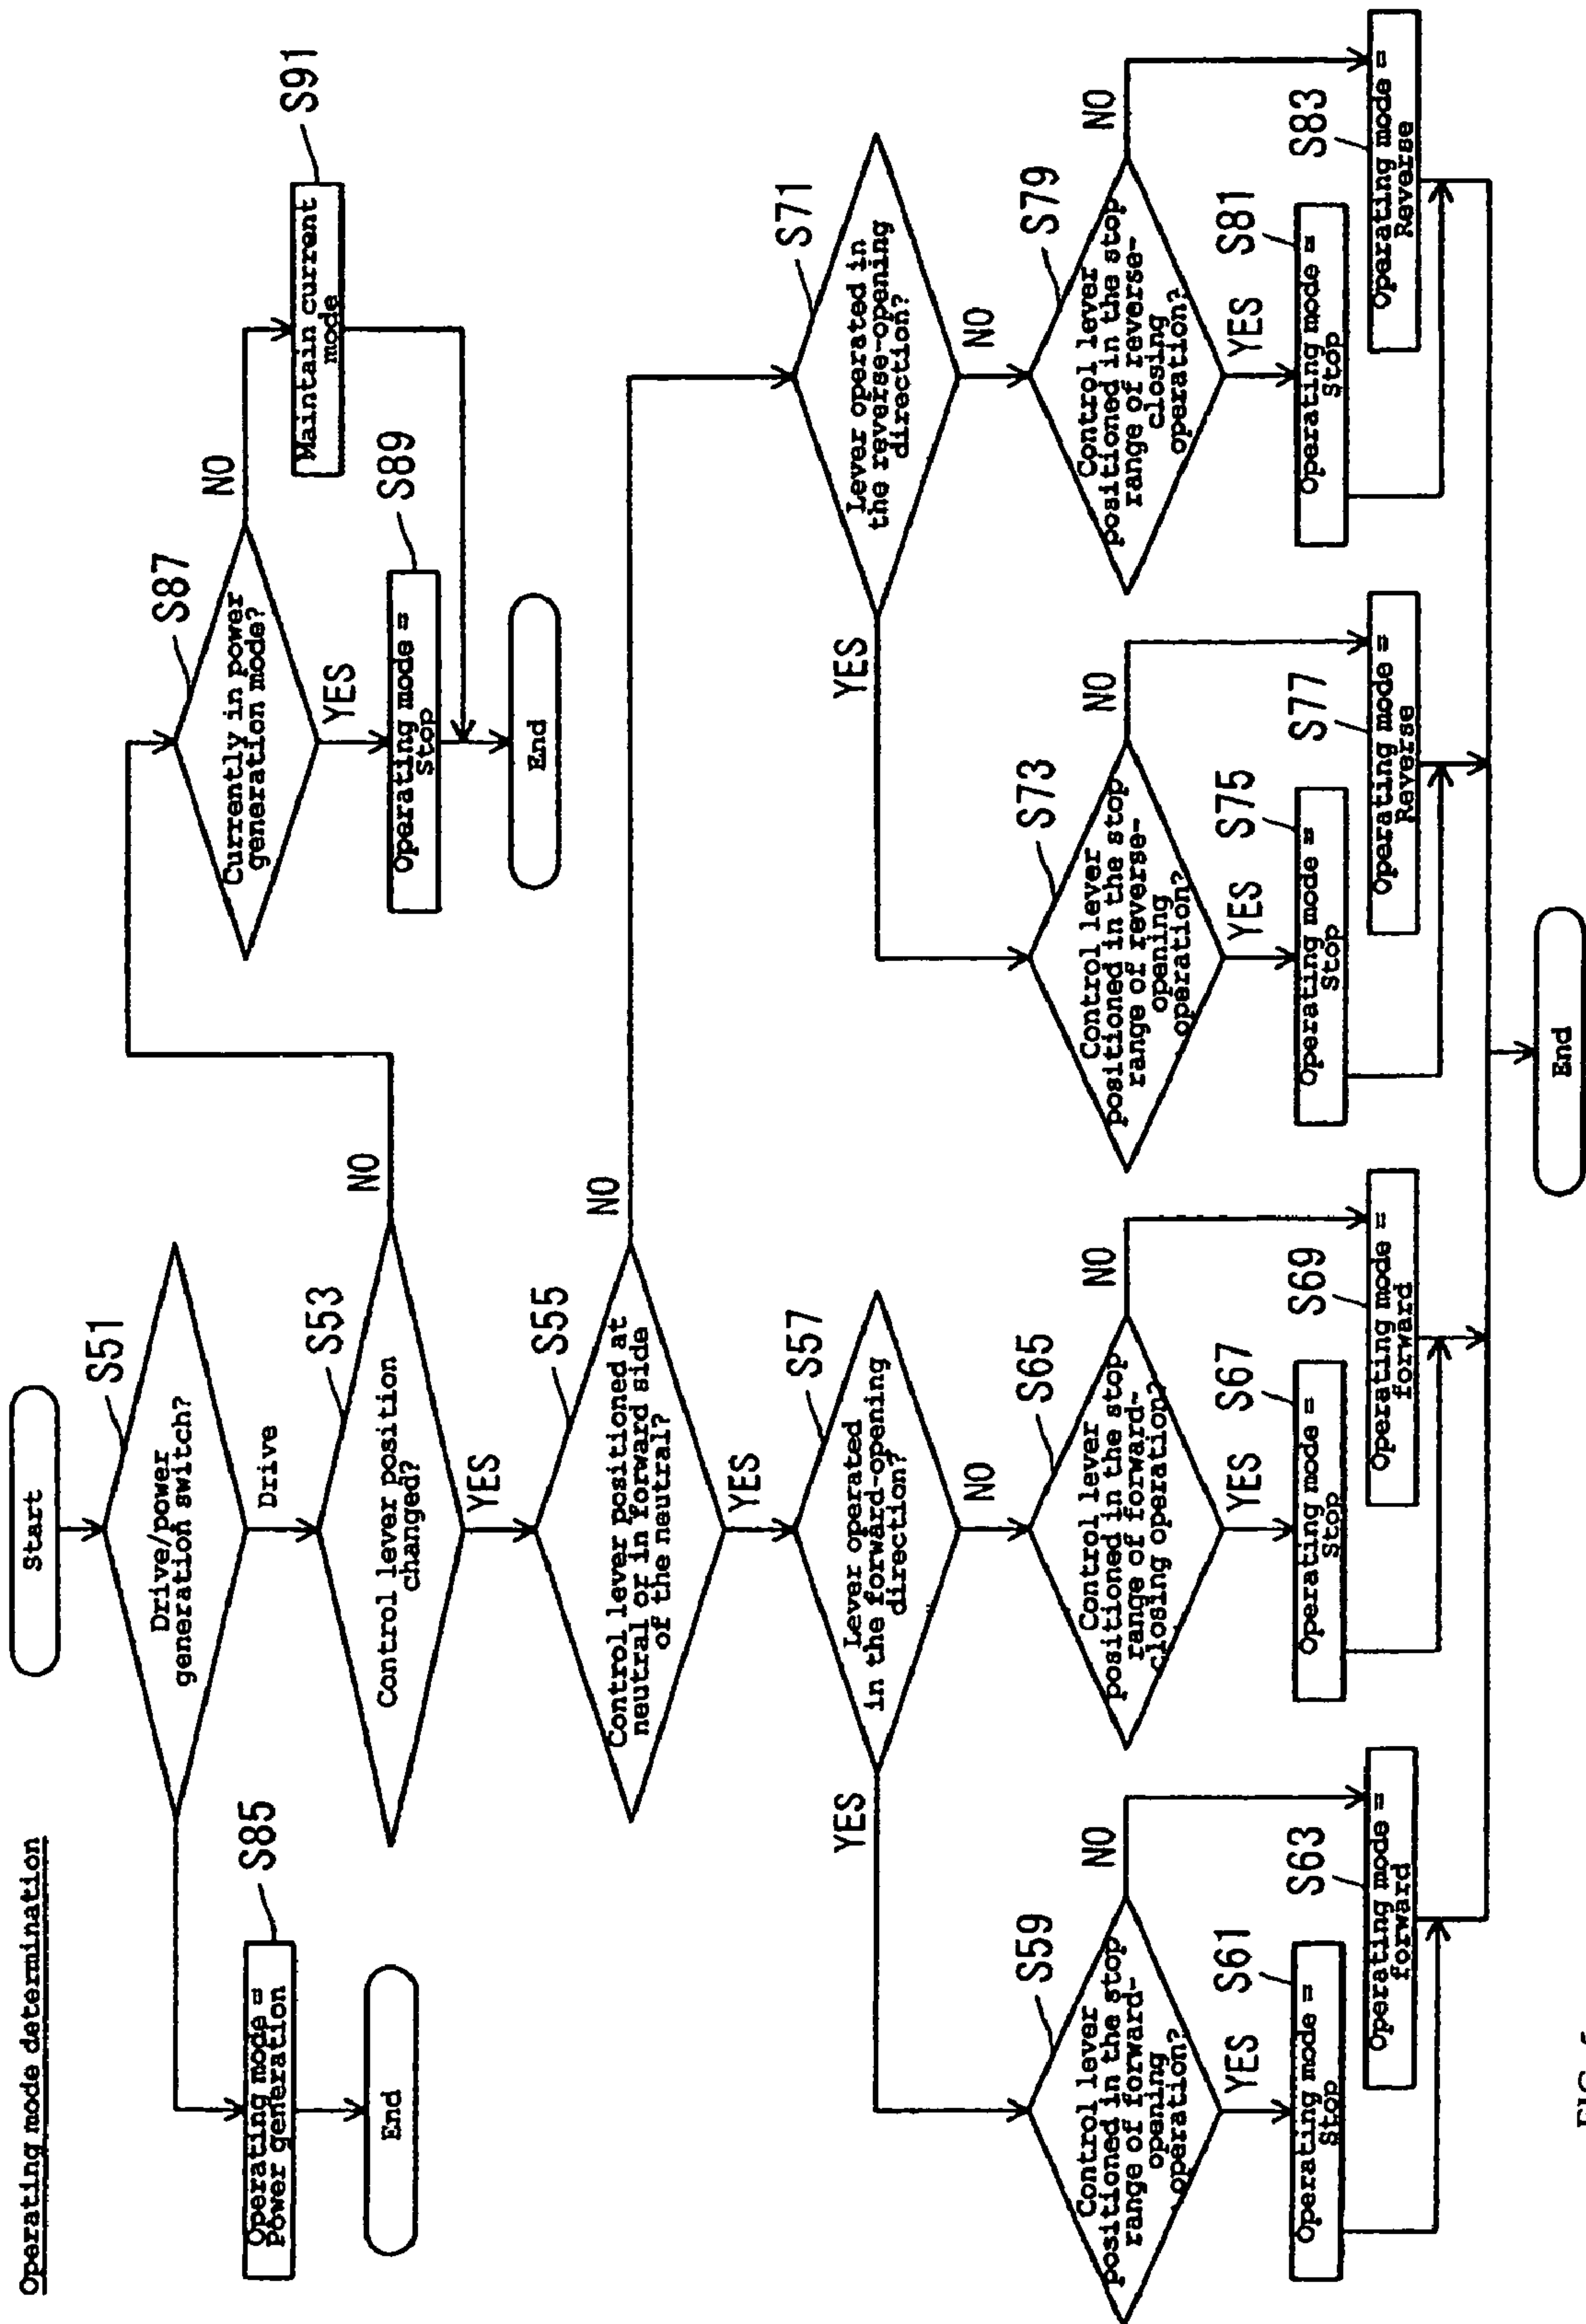 Operating mode determination
Start
S51
Drive/power
generation switch?
Drive
S85
Operating mode =
Power generation
End
S53
Control lever position
changed?
NO
YES
S87
Currently in power
generation mode?
NO
YES
S91
Maintain current
mode
S89
Operating mode =
Stop
End
S55
Control lever positioned at
neutral or in Forward side
of the neutral?
NO
YES
S57
Lever operated
in the forward-opening
direction?
YES
NO
S71
Lever operated in
the reverse-opening
direction?
YES
NO
S59
Control lever
positioned in the stop
range of forward-
opening
operation?
NO
YES
S61
Operating mode =
Stop
S63
Operating mode =
forward
S65
Control lever
positioned in the stop
range of forward-
closing operation?
NO
YES
S67
Operating mode =
Stop
S69
Operating mode =
forward
S73
Control lever
positioned in the stop
range of reverse-
opening
operation?
NO
YES
S75
Operating mode =
Stop
S77
Operating mode =
Reverse
S79
Control lever
positioned in the stop
range of reverse-
closing
operation?
NO
YES
S81
Operating mode =
Stop
S83
Operating mode =
Reverse
End